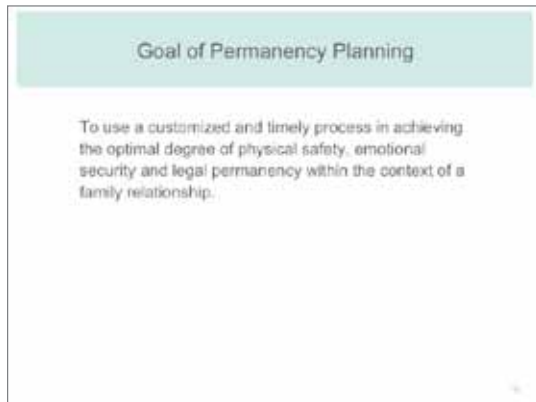 Goal of Permanency Planning
To use a customized and timely process in achieving
the optimal degree of physical safety, emotional
security and legal permanency within the context of a
family relationship.